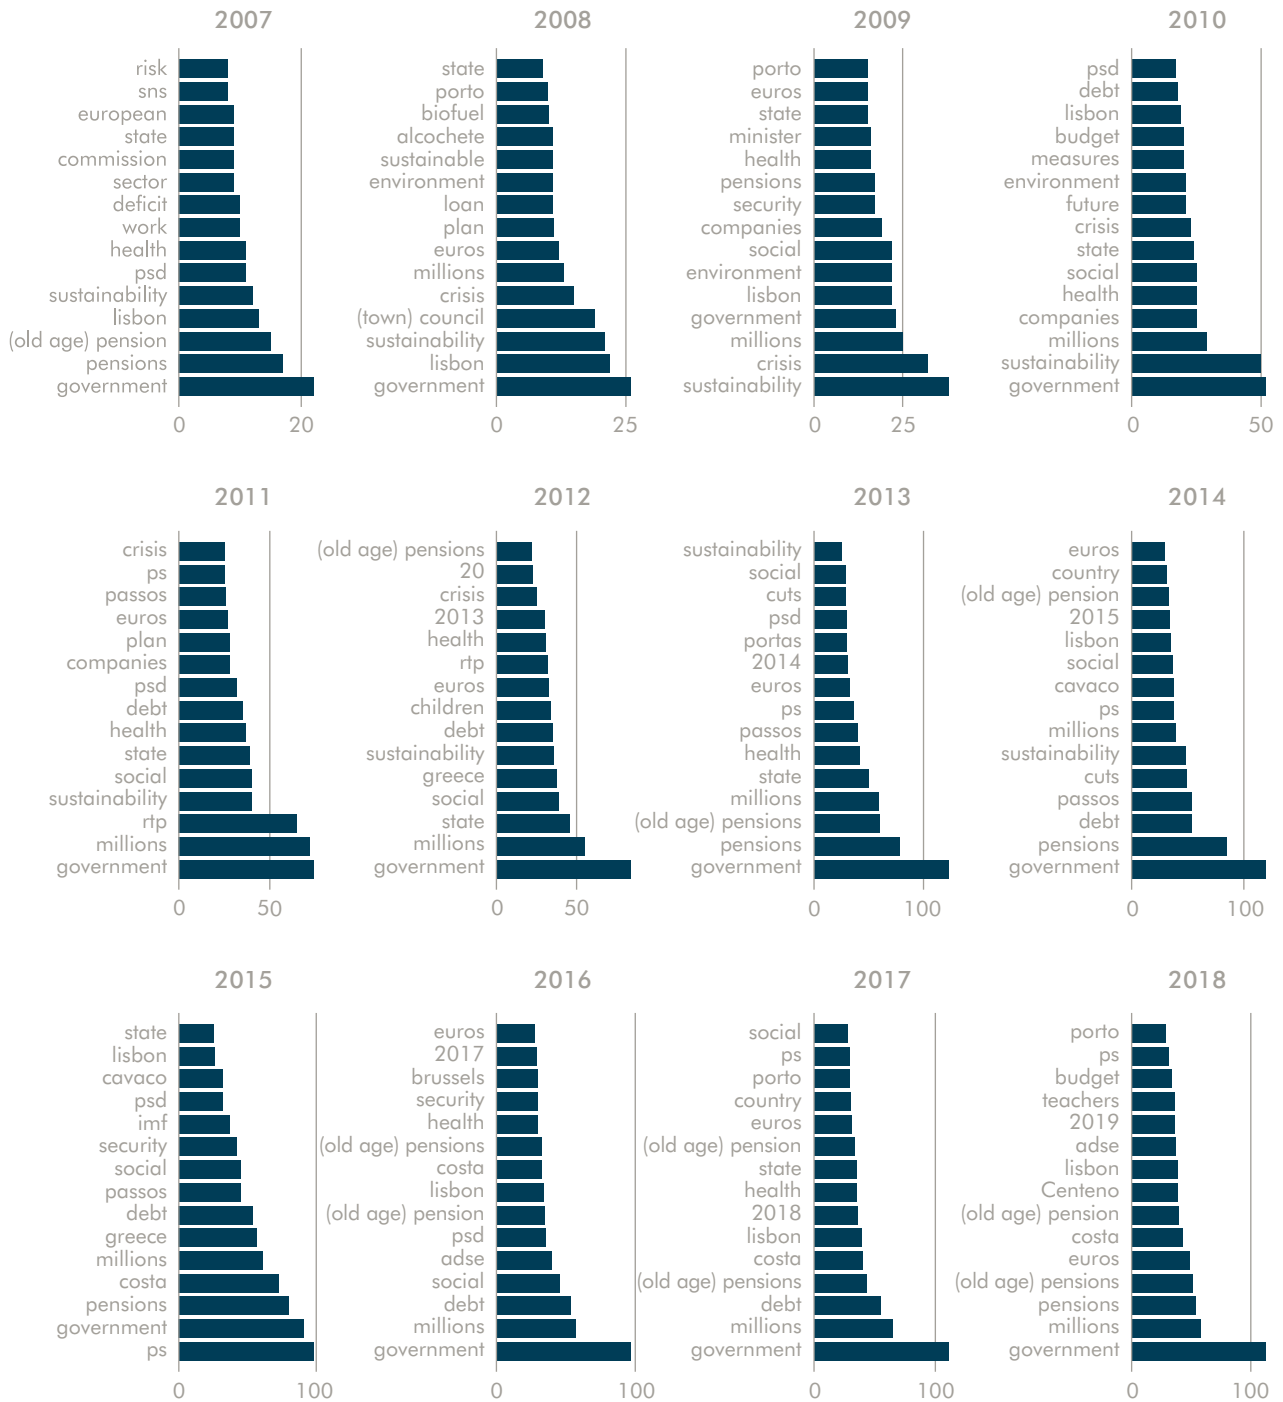 2007
risk
sns
european
state
commission
sector
deficit
work
health
psd
sustainability
lisbon
(old age) pension
pensions
government
0 20
2008
state
porto
biofuel
alcochete
sustainable
environment
loan
plan
euros
millions
crisis
(town) council
sustainability
lisbon
government
0 25
2009
porto
euros
state
minister
health
pensions
security
companies
social
environment
lisbon
government
millions
crisis
sustainability
0 25
2010
psd
debt
lisbon
budget
measures
environment
future
crisis
state
social
health
companies
millions
sustainability
government
0 50
2011
crisis
ps
passos
euros
plan
companies
psd
debt
health
state
social
sustainability
rtp
millions
government
0 50
2012
(old age) pensions
20
crisis
2013
health
rtp
euros
children
debt
sustainability
greece
social
state
millions
government
0 50
2013
sustainability
social
cuts
psd
portas
2014
euros
ps
passos
health
state
millions
(old age) pensions
pensions
government
0 100
2014
euros
country
(old age) pension
2015
lisbon
social
cavaco
ps
millions
sustainability
cuts
passos
debt
pensions
government
0 100
2015
state
lisbon
cavaco
psd
imf
security
social
passos
debt
greece
millions
costa
pensions
government
ps
0 100
2016
euros
2017
brussels
security
health
(old age) pensions
costa
lisbon
(old age) pension
psd
adse
social
debt
millions
government
0 100
2017
social
ps
porto
country
euros
(old age) pension
state
health
2018
lisbon
costa
(old age) pensions
debt
millions
government
0 100
2018
porto
ps
budget
teachers
2019
adse
lisbon
Centeno
(old age) pension
costa
euros
(old age) pensions
pensions
millions
government
0 100